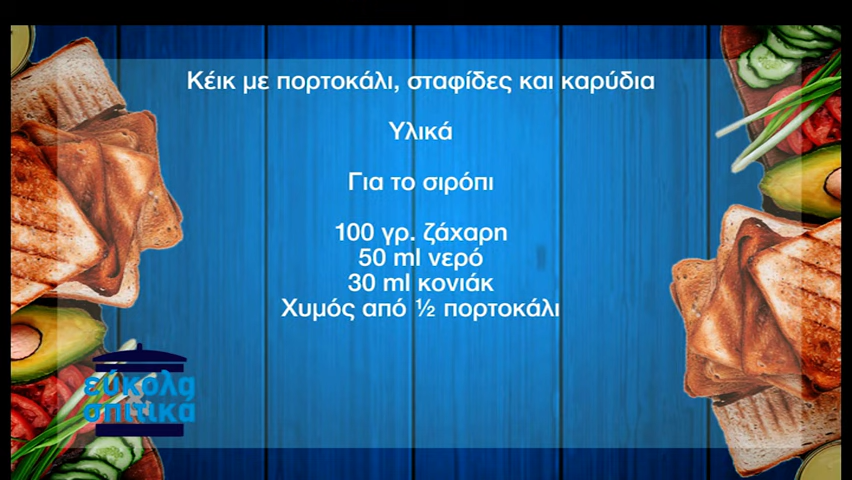 Κέικ με πορτοκάλι, σταφίδες και καρύδια
Υλικά
Για το σιρόπι
100 γρ. ζάχαρη
50 ml νερό
30 ml κονιάκ
Χυμός από ½ πορτοκάλι
εύκολα
&
σπιτικά